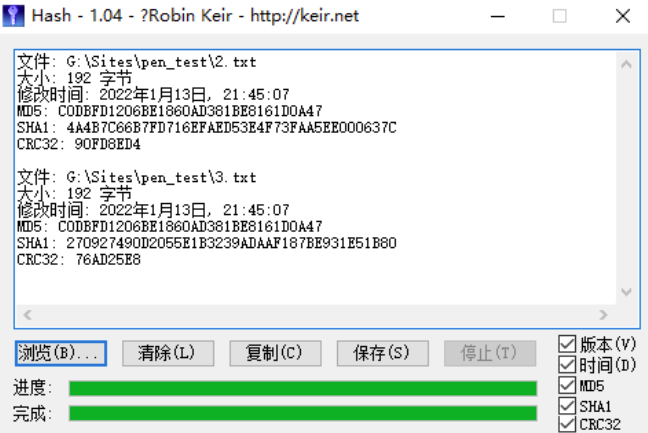 Hash - 1.04 - ?Robin Keir - http://keir.net
文件: G:\Sites\pen_test\2.txt
大小: 192 字节
修改时间: 2022年1月13日, 21:45:07
MD5: C0DBFD1206BE1860AD381BE8161D0A47
SHA1: 4A4B7C66B7FD716EFAED53E4F73FAA5EE000637C
CRC32: 90FD8ED4
文件: G:\Sites\pen_test\3.txt
大小: 192 字节
修改时间: 2022年1月13日, 21:45:07
MD5: C0DBFD1206BE1860AD381BE8161D0A47
SHA1: 270927490D2055E1B3239ADAAF187BE931E51B80
CRC32: 76AD25E8
浏览(B)... 清除(L) 复制(C) 保存(S) 停止(T)
版本(V)
时间(D)
进度:
MD5
完成:
SHA1
CRC32